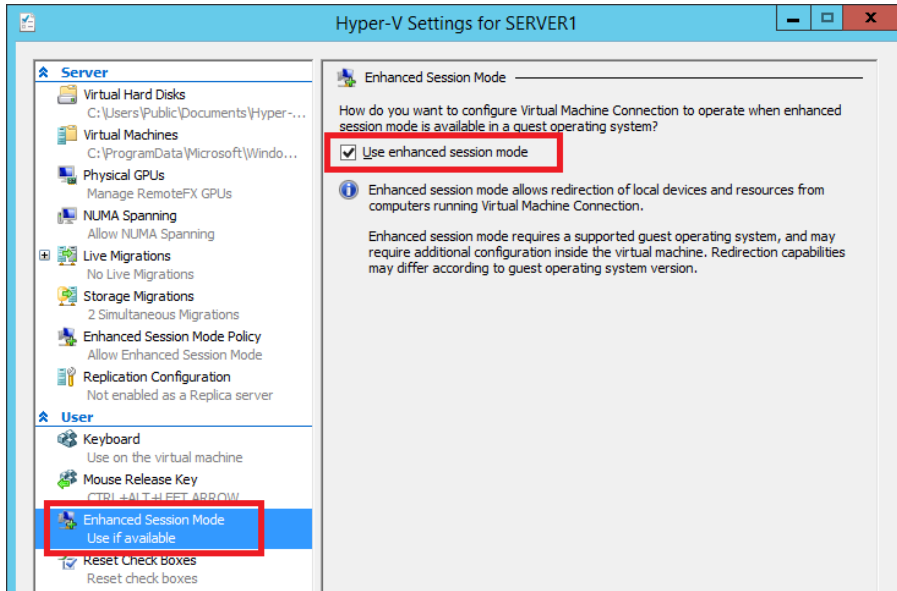 Hyper-V Settings for SERVER1
Server
Virtual Hard Disks
C:\Users\Public\Documents\Hyper-...
Virtual Machines
C:\ProgramData\Microsoft\Windo...
Physical GPUs
Manage RemoteFX GPUs
NUMA Spanning
Allow NUMA Spanning
Live Migrations
No Live Migrations
Storage Migrations
2 Simultaneous Migrations
Enhanced Session Mode Policy
Allow Enhanced Session Mode
Replication Configuration
Not enabled as a Replica server
User
Keyboard
Use on the virtual machine
Mouse Release Key
CTRL+ALT+LEFT ARROW
Enhanced Session Mode
Use if available
Reset Check Boxes
Reset check boxes
Enhanced Session Mode
How do you want to configure Virtual Machine Connection to operate when enhanced
session mode is available in a guest operating system?
Use enhanced session mode
Enhanced session mode allows redirection of local devices and resources from
computers running Virtual Machine Connection.
Enhanced session mode requires a supported guest operating system, and may
require additional configuration inside the virtual machine. Redirection capabilities
may differ according to guest operating system version.